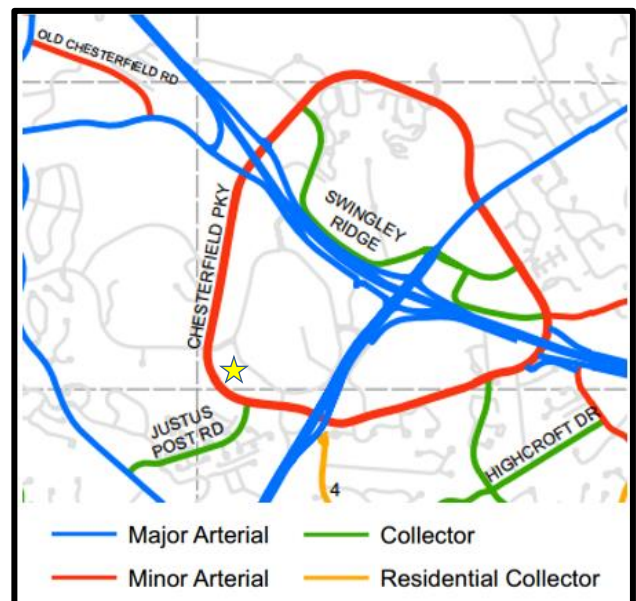 OLD CHESTERFIELD RD
CHESTERFIELD PKY
SWINGLEY
RIDGE
JUSTUS
POST RD
HIGHCROFT DR
4
Major Arterial
Collector
Minor Arterial
Residential Collector